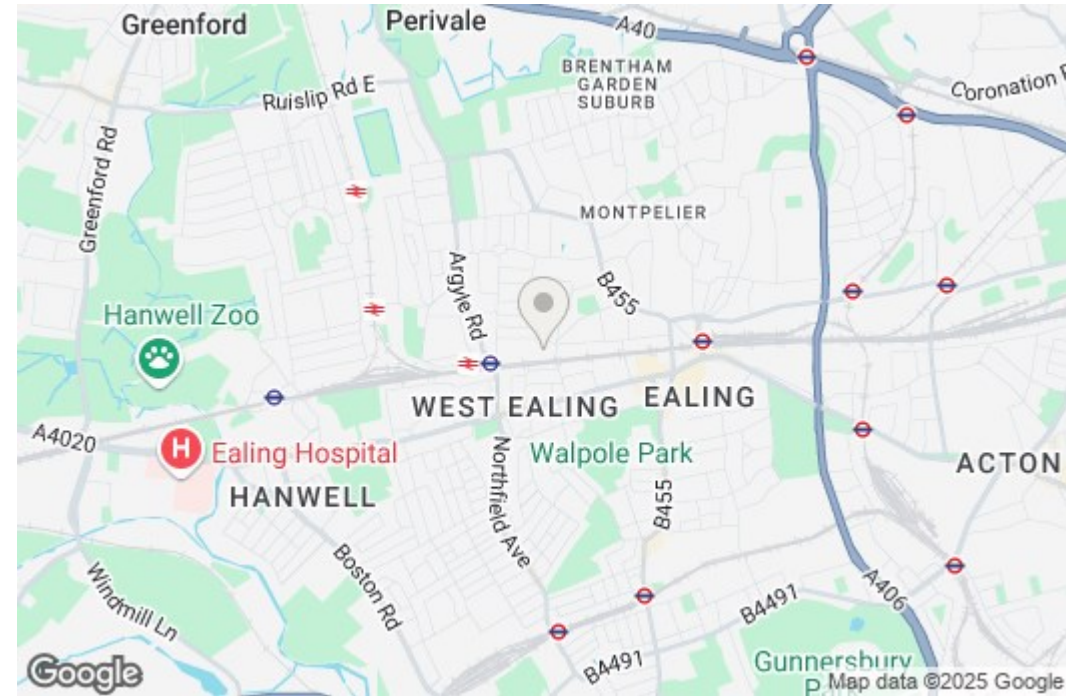 Greenford
Perivale
A40
BRENTHAM
GARDEN
SUBURB
Coronation
Ruislip Rd E
Greenford Rd
MONTPELIER
Argyle Rd
B455
Hanwell Zoo
WEST EALING
EALING
A4020
H
Ealing Hospital
Walpole Park
ACTON
HANWELL
Northfield Ave
B455
Boston Rd
Windmill Ln
A406
B4491
B4491
Gunnersbury
Google
Map data ©2025 Google